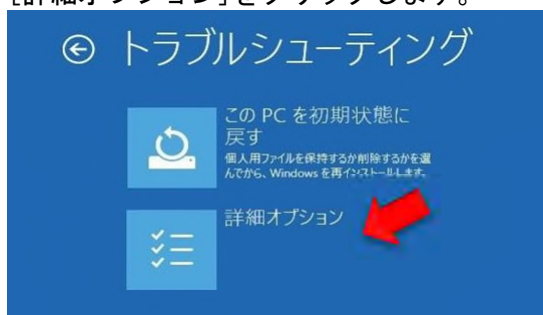 [詳細オプション]をクリックします。
トラブルシューティング
この PC を初期状態に
戻す
個人用ファイルを保持するか削除するかを選
んでから、Windows を再インストールします。
詳細オプション